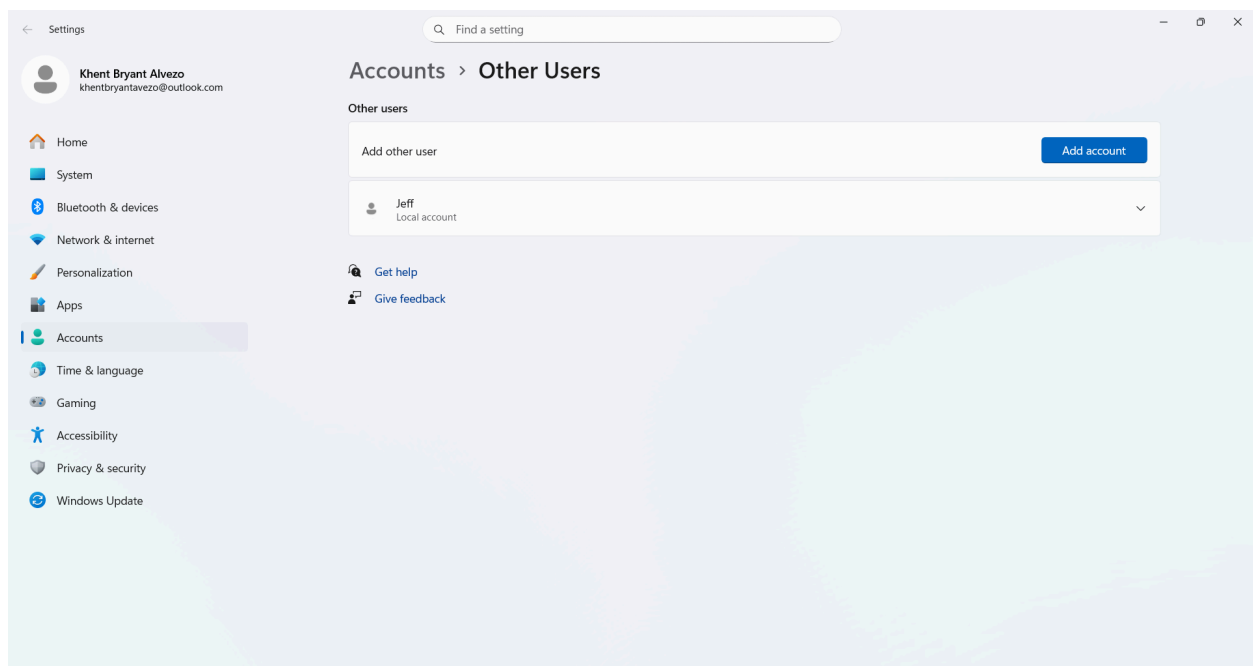 Settings
Find a setting
Khent Bryant Alvezo
khentbryantavezo@outlook.com
Home
System
Bluetooth & devices
Network & internet
Personalization
Apps
Accounts
Time & language
Gaming
Accessibility
Privacy & security
Windows Update
Accounts > Other Users
Other users
Add other user
Add account
Jeff
Local account
Get help
Give feedback